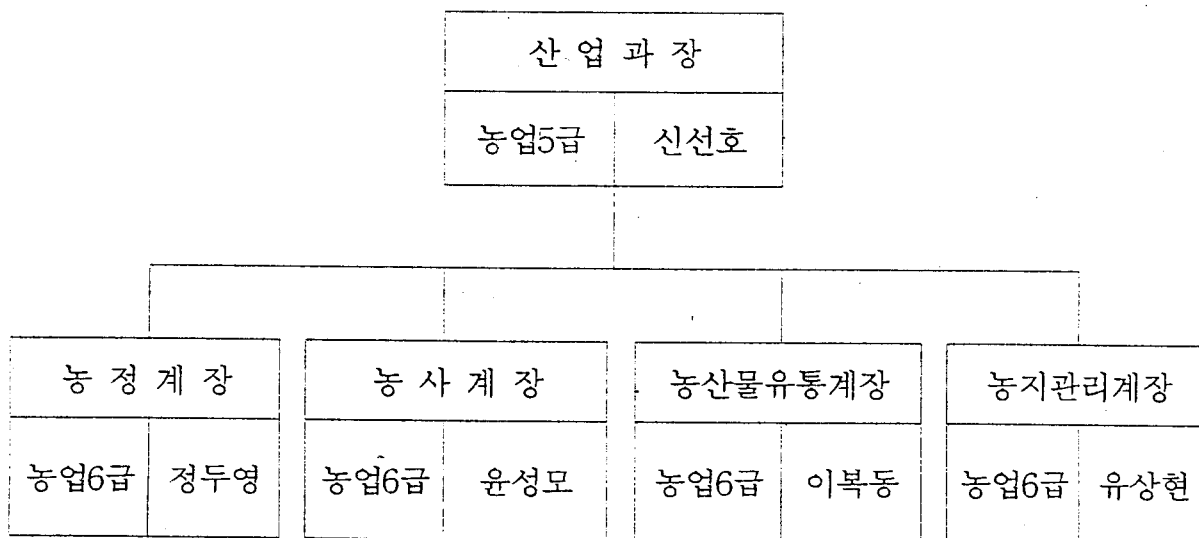 산 업 과 장
농업5급 신선호
농 정 계 장 농 사 계 장 농산물유통계장 농지관리계장
농업6급 정두영 농업6급 윤성모 농업6급 이복동 농업6급 유상현